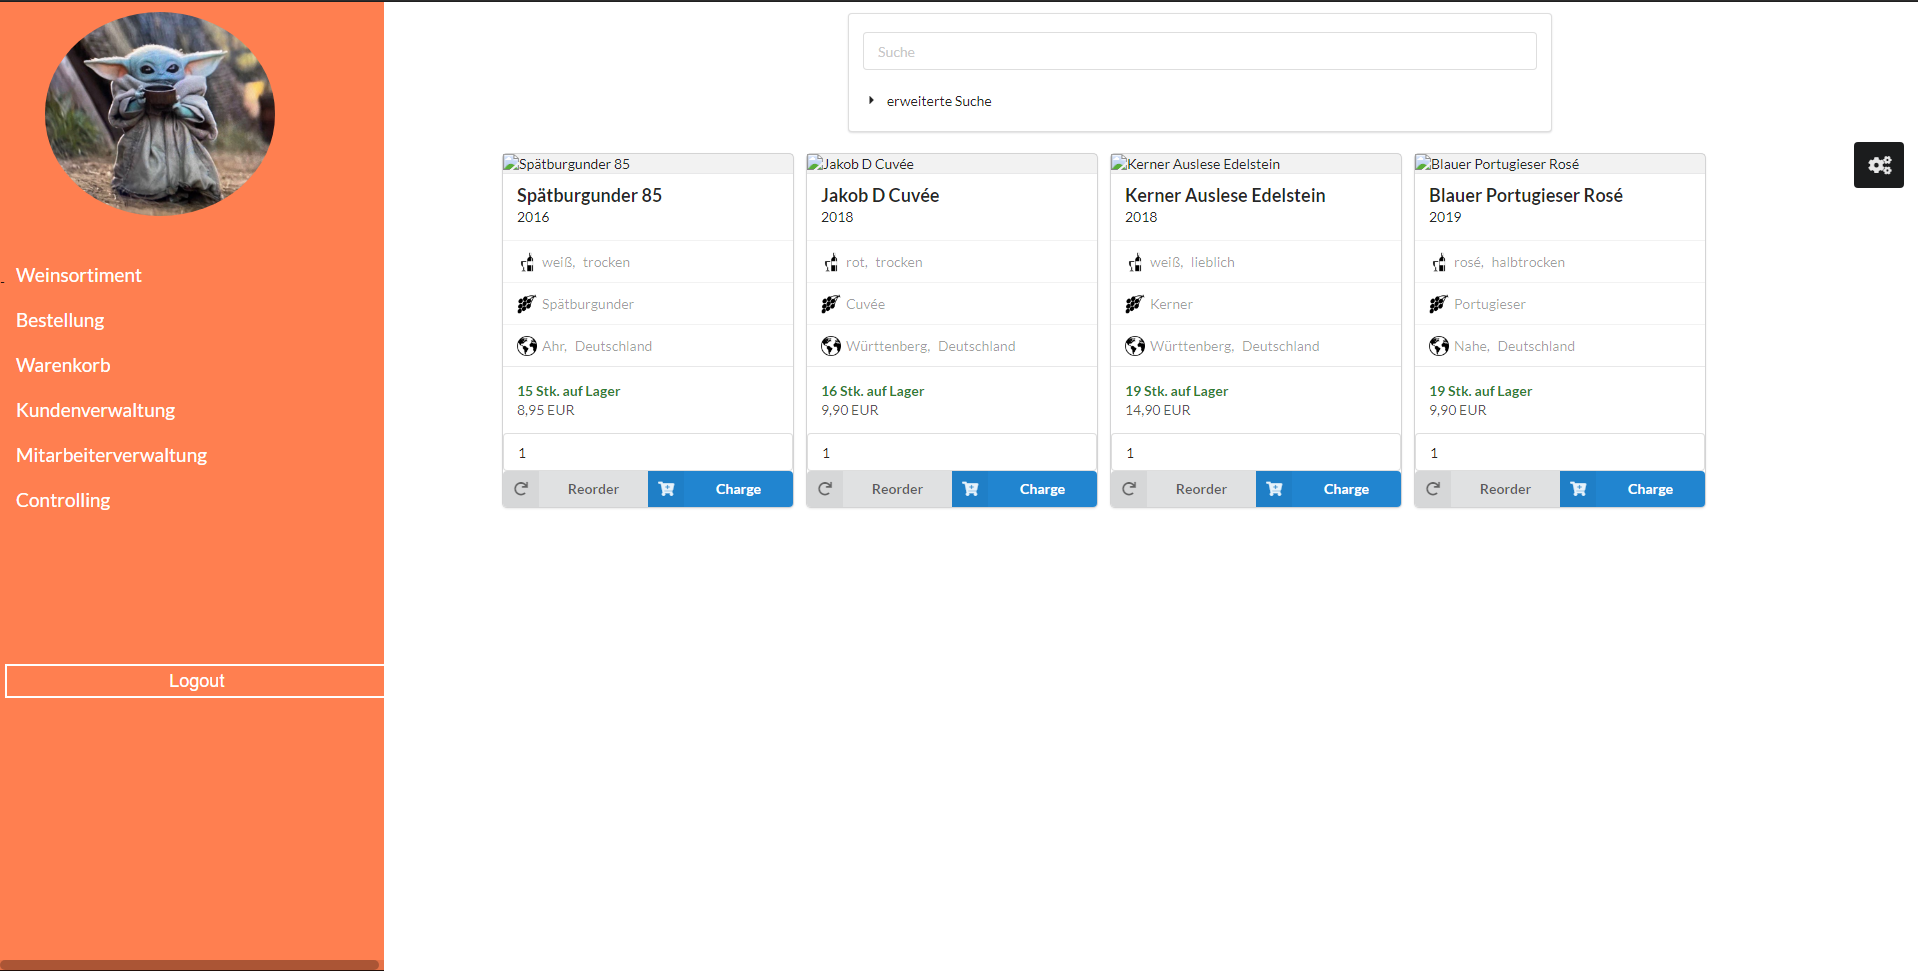 Weinsortiment
Bestellung
Warenkorb
Kundenverwaltung
Mitarbeiterverwaltung
Controlling
Logout
Suche
erweiterte Suche
Spätburgunder 85
Spätburgunder 85
2016
weiß, trocken
Spätburgunder
Ahr, Deutschland
15 Stk. auf Lager
8,95 EUR
1
Reorder
Charge
Jakob D Cuvée
Jakob D Cuvée
2018
rot, trocken
Cuvée
Württenberg, Deutschland
16 Stk. auf Lager
9,90 EUR
1
Reorder
Charge
Kerner Auslese Edelstein
Kerner Auslese Edelstein
2018
weiß, lieblich
Kerner
Württenberg, Deutschland
19 Stk. auf Lager
14,90 EUR
1
Reorder
Charge
Blauer Portugieser Rosé
Blauer Portugieser Rosé
2019
rosé, halbtrocken
Portugieser
Nahe, Deutschland
19 Stk. auf Lager
9,90 EUR
1
Reorder
Charge